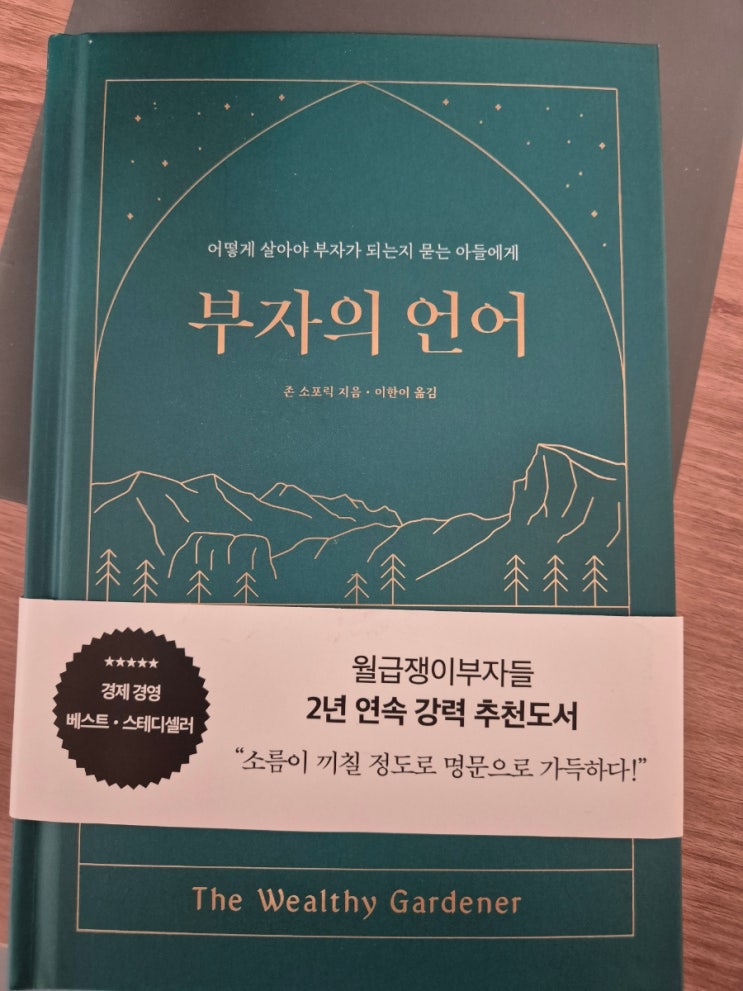 어떻게 살아야 부자가 되는지 묻는 아들에게
부자의 언어
존 소포릭 지음 · 이한이 옮김
★★★★★
경제 경영
베스트 · 스테디셀러
월급쟁이부자들
2년 연속 강력 추천도서
“소름이 끼칠 정도로 명문으로 가득하다!”
The Wealthy Gardener